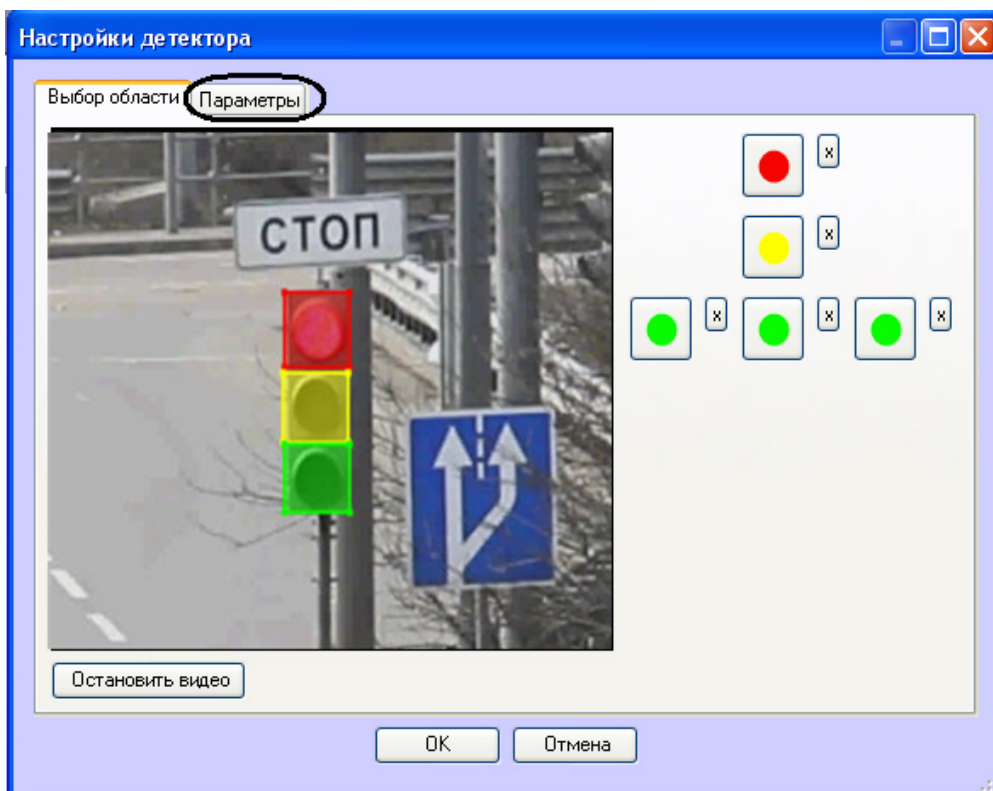 Настройки детектора
Выбор области
Параметры
СТОП
x
x
x
x
x
Остановить видео
OK
Отмена